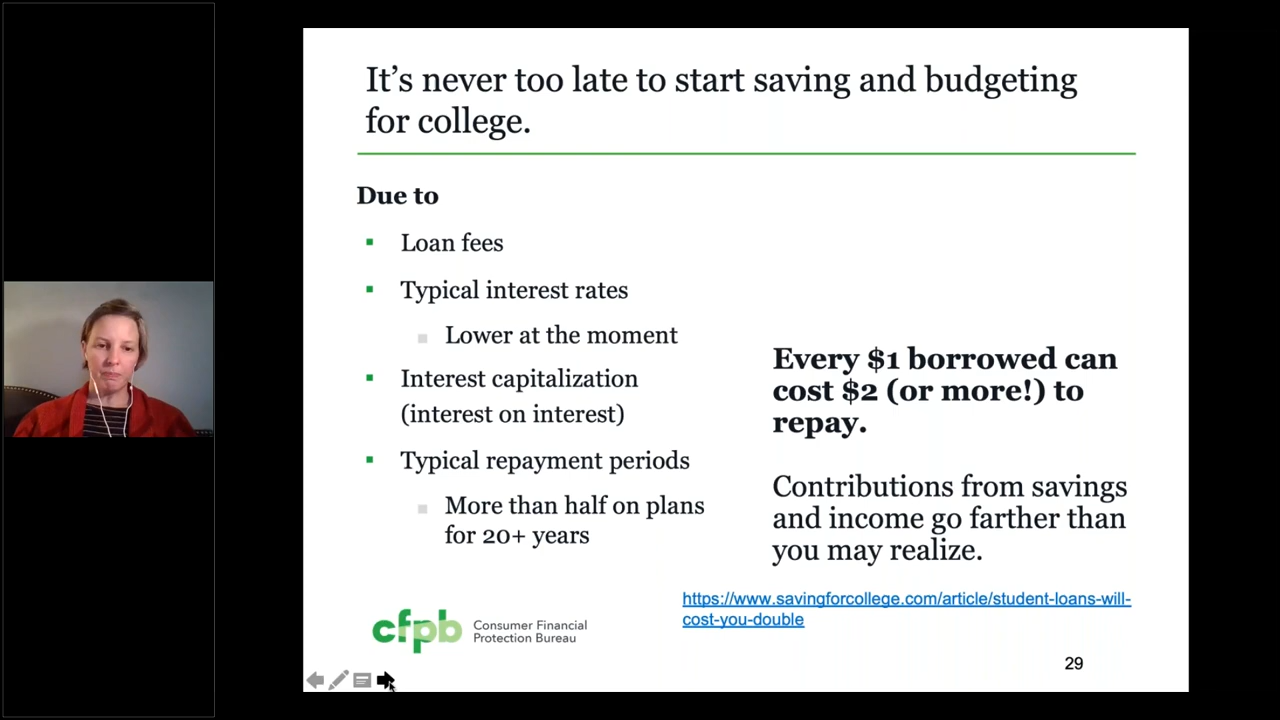 It’s never too late to start saving and budgeting
for college.
Due to
Loan fees
Typical interest rates
Lower at the moment
Interest capitalization
(interest on interest)
Typical repayment periods
More than half on plans
for 20+ years
Every $1 borrowed can
cost $2 (or more!) to
repay.
Contributions from savings
and income go farther than
you may realize.
https://www.savingforcollege.com/article/student-loans-will-
cost-you-double
cfpb
Consumer Financial
Protection Bureau
29